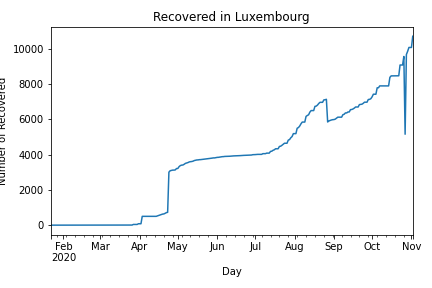 Recovered in Luxembourg
Number of Recovered
10000
8000
6000
4000
2000
0
Feb Mar Apr May Jun Jul Aug Sep Oct Nov
2020
Day